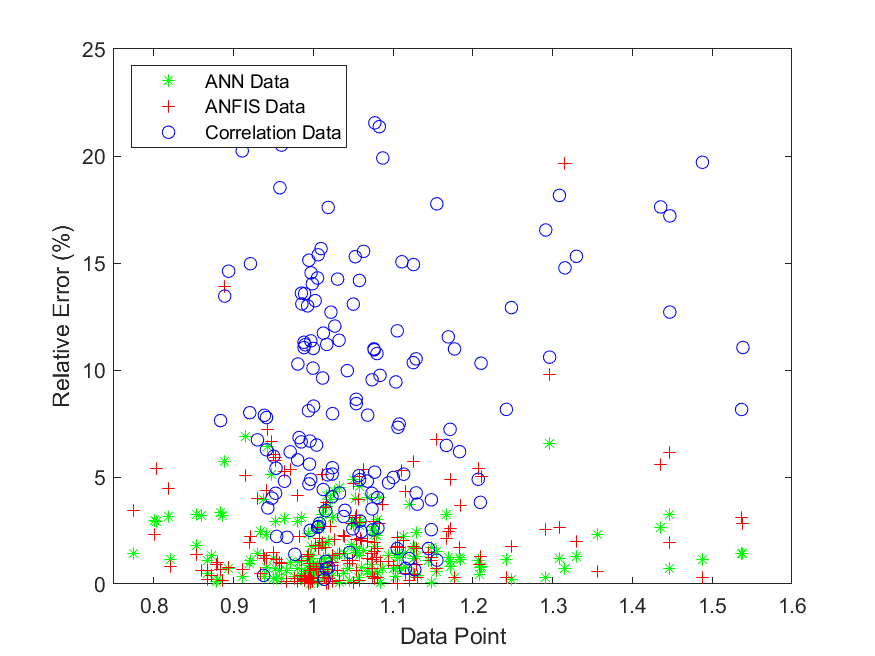 25
20
15
10
5
0
Relative Error (%)
ANN Data
ANFIS Data
Correlation Data
0.8 0.9 1 1.1 1.2 1.3 1.4 1.5 1.6
Data Point